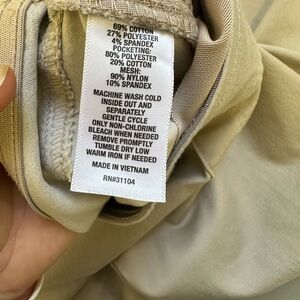 69% COTTON
27% POLYESTER
4% SPANDEX
POCKETING:
80% POLYESTER
20% COTTON
MESH:
90% NYLON
10% SPANDEX
MACHINE WASH COLD
INSIDE OUT AND
SEPARATELY
GENTLE CYCLE
ONLY NON-CHLORINE
BLEACH WHEN NEEDED
REMOVE PROMPTLY
TUMBLE DRY LOW
WARM IRON IF NEEDED
MADE IN VIETNAM
RN#31104